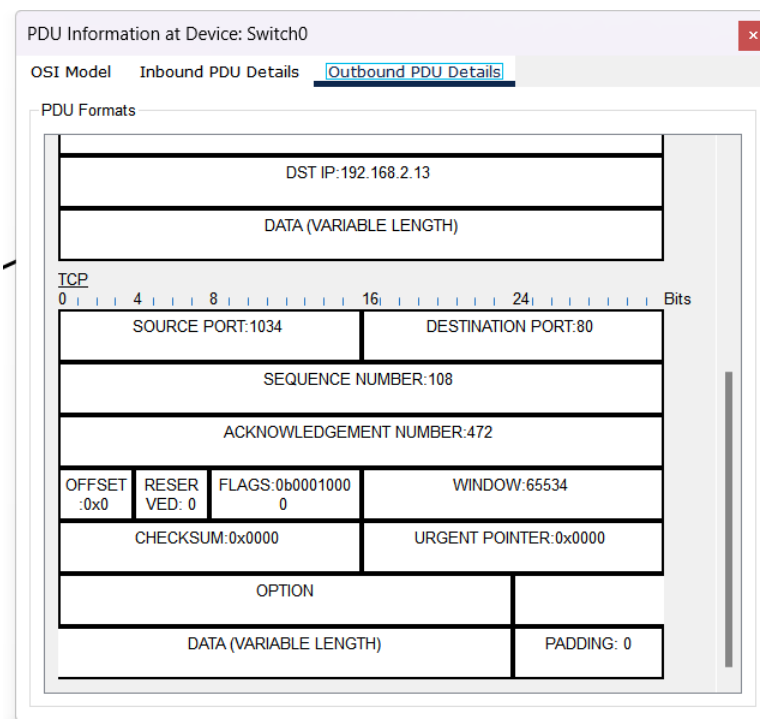 PDU Information at Device: Switch0
OSI Model Inbound PDU Details Outbound PDU Details
PDU Formats
DST IP:192.168.2.13
DATA (VARIABLE LENGTH)
TCP
0 4 8 16 24 Bits
SOURCE PORT:1034 DESTINATION PORT:80
SEQUENCE NUMBER:108
ACKNOWLEDGEMENT NUMBER:472
OFFSET RESER FLAGS:0b0001000 WINDOW:65534
:0x0 VED: 0 0
CHECKSUM:0x0000 URGENT POINTER:0x0000
OPTION
DATA (VARIABLE LENGTH) PADDING: 0